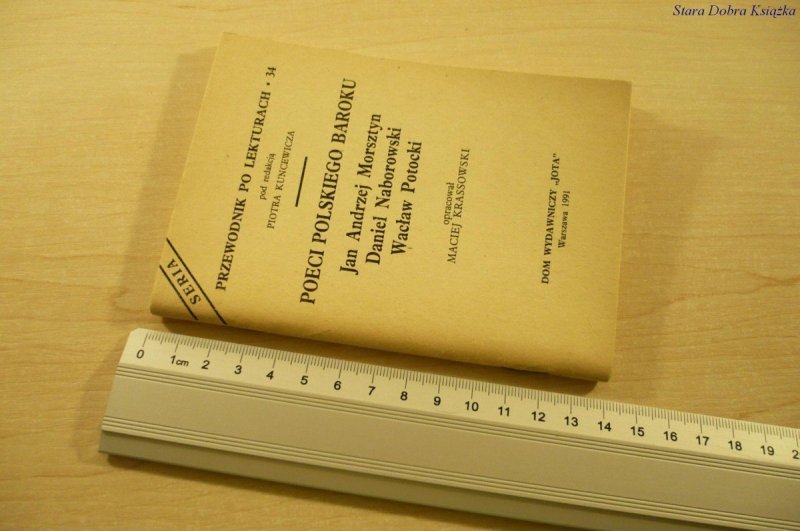 Stara Dobra Książka
SERIA
PRZEWODNIK PO LEKTURACH • 34
pod redakcją
PIOTRA KUNCEWICZA
POECI POLSKIEGO BAROKU
Jan Andrzej Morsztyn
Daniel Naborowski
Wacław Potocki
opracował
MACIEJ KRASSOWSKI
DOM WYDAWNICZY „JOTA”
Warszawa 1991
0 1cm 2 3 4 5 6 7 8 9 10 11 12 13 14 15 16 17 18 19